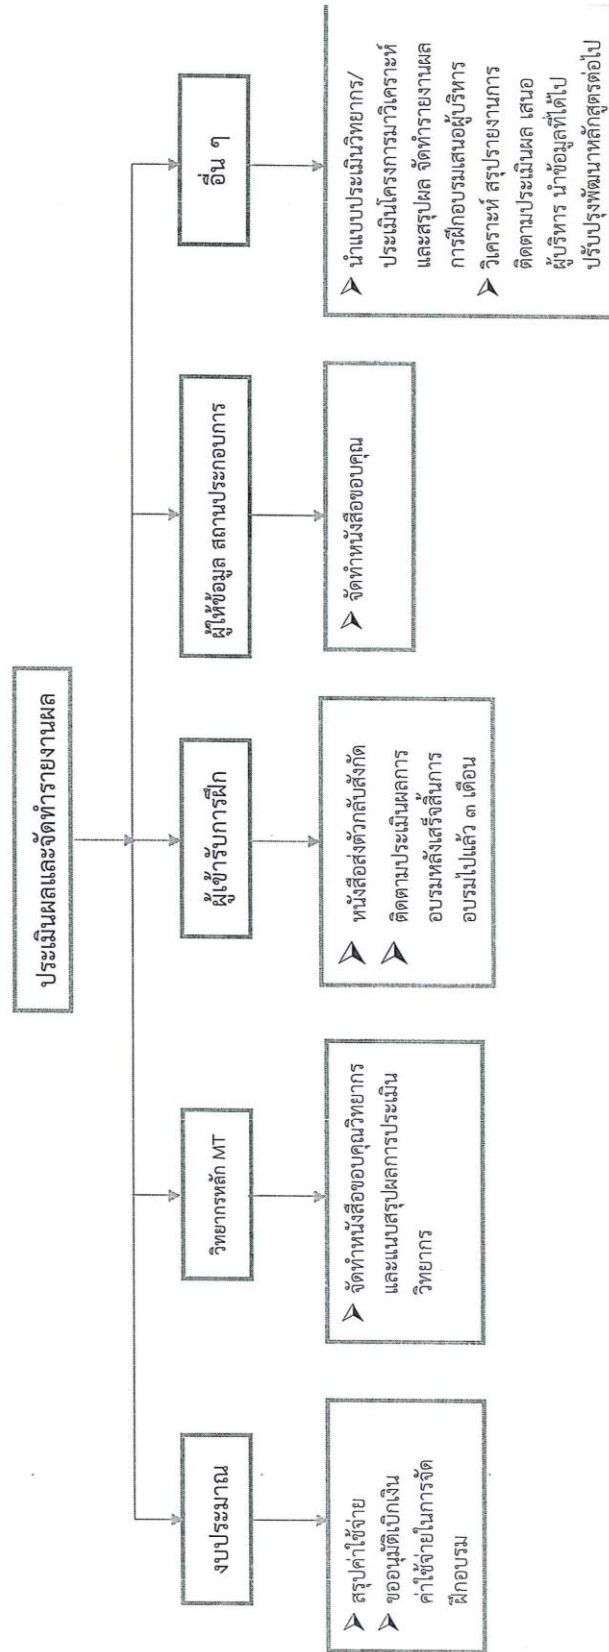 ประเมินผลและจัดทำรายงานผล
งบประมาณ
➢ สรุปค่าใช้จ่าย
➢ ขออนุมัติเบิกเงิน
ค่าใช้จ่ายในการจัด
ฝึกอบรม
วิทยากรหลัก MT
➢ จัดทำหนังสือขอบคุณวิทยากร
และแนบสรุปผลการประเมิน
วิทยากร
ผู้เข้ารับการฝึก
➢ หนังสือส่งตัวกลับสังกัด
➢ ติดตามประเมินผลการ
อบรมหลังเสร็จสิ้นการ
อบรมไปแล้ว ๓ เดือน
ผู้ให้ข้อมูล สถานประกอบการ
➢ จัดทำหนังสือขอบคุณ
อื่น ๆ
➢ นำแบบประเมินวิทยากร/
ประเมินโครงการมาวิเคราะห์
และสรุปผล จัดทำรายงานผล
การฝึกอบรมเสนอผู้บริหาร
➢ วิเคราะห์ สรุปรายงานการ
ติดตามประเมินผล เสนอ
ผู้บริหาร นำข้อมูลที่ได้ไป
ปรับปรุงพัฒนาหลักสูตรต่อไป